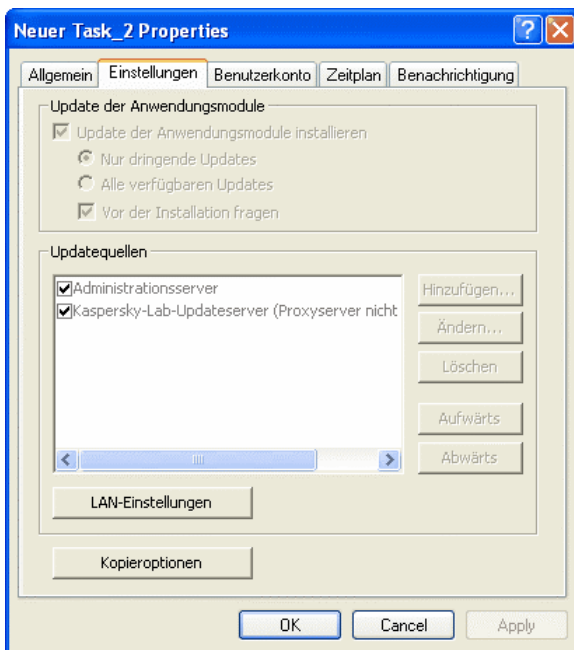 Neuer Task_2 Properties
Allgemein Einstellungen Benutzerkonto Zeitplan Benachrichtigung
Update der Anwendungsmodule
Update der Anwendungsmodule installieren
Nur dringende Updates
Alle verfügbaren Updates
Vor der Installation fragen
Updatequellen
Administrationsserver
Kaspersky-Lab-Updateserver (Proxyserver nicht
Hinzufügen...
Ändern...
Löschen
Aufwärts
Abwärts
LAN-Einstellungen
Kopieroptionen
OK Cancel Apply